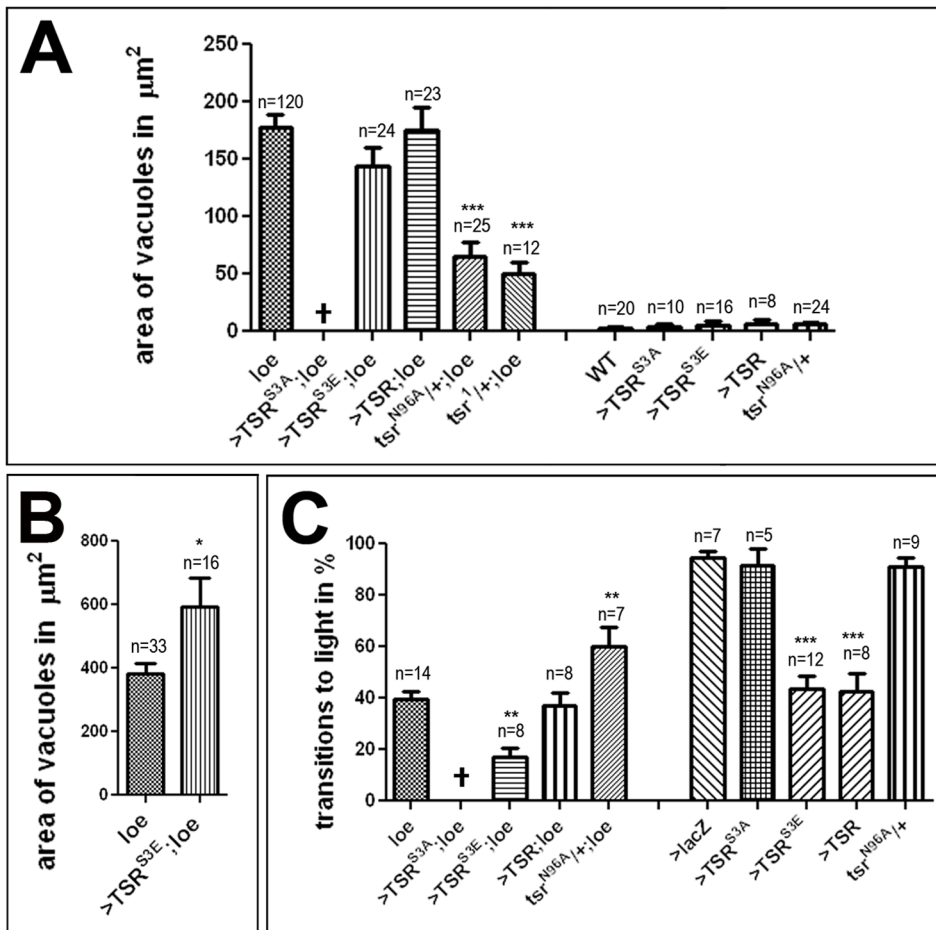 A
area of vacuoles in μm²
250
200
150
100
50
0
n=120
n=24
n=23
***
n=25
***
n=12
n=20
n=10
n=16
n=8
n=24
†
loe
>TSR^S3A;loe
>TSR^S3E;loe
>TSR;loe
tsr^N96A/+;loe
tsr^1/+;loe
WT
>TSR^S3A
>TSR^S3E
>TSR
tsr^N96A/+
B
area of vacuoles in μm²
800
600
400
200
0
n=33
*
n=16
loe
>TSR^S3E;loe
C
transitions to light in %
100
80
60
40
20
0
n=14
†
**
n=8
n=8
**
n=7
n=7
n=5
***
n=12
***
n=8
n=9
loe
>TSR^S3A;loe
>TSR^S3E;loe
>TSR;loe
tsr^N96A/+;loe
>lacZ
>TSR^S3A
>TSR^S3E
>TSR
tsr^N96A/+